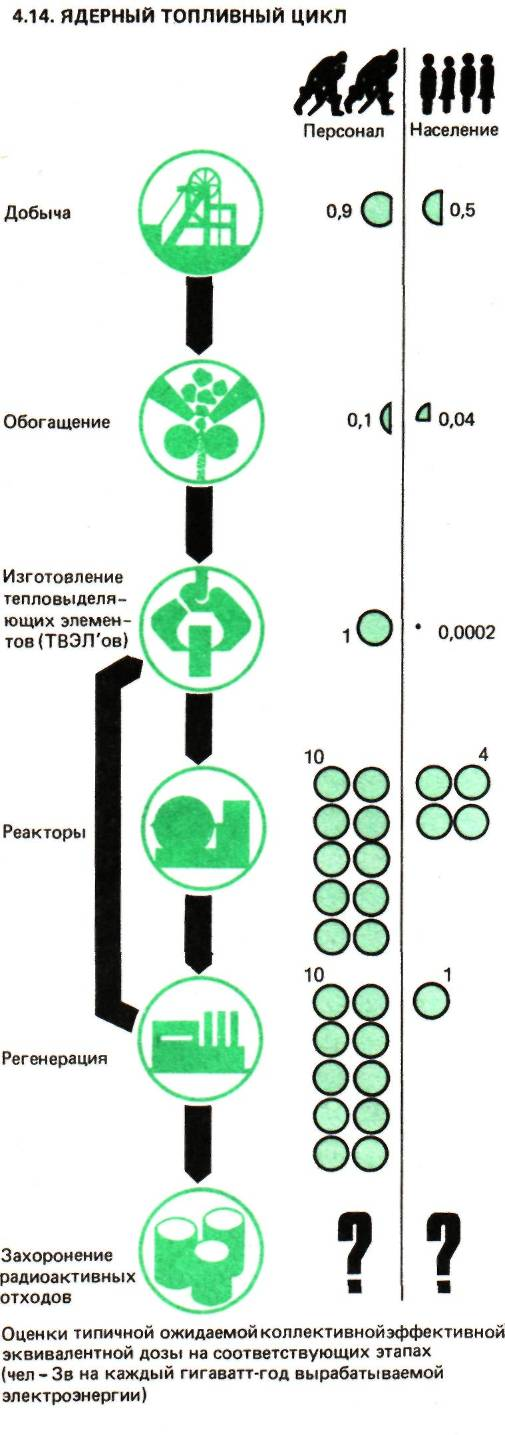 4.14. ЯДЕРНЫЙ ТОПЛИВНЫЙ ЦИКЛ
Персонал
Население
Добыча
0,9
0,5
Обогащение
0,1
0,04
Изготовление
тепловыделя-
ющих элемен-
тов (ТВЭЛ'ов)
1
0,0002
Реакторы
10
4
Регенерация
10
1
Захоронение
радиоактивных
отходов
?
?
Оценки типичной ожидаемой коллективной эффективной
эквивалентной дозы на соответствующих этапах
(чел – Зв на каждый гигаватт-год вырабатываемой
электроэнергии)